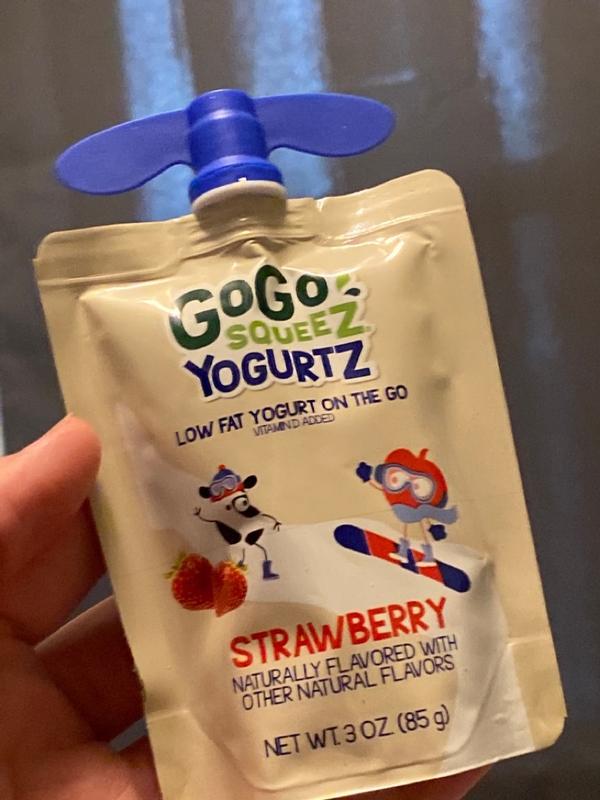 GoGo
SQUEEZ
YOGURTZ
LOW FAT YOGURT ON THE GO
VITAMIN D ADDED
STRAWBERRY
NATURALLY FLAVORED WITH
OTHER NATURAL FLAVORS
NET WT. 3 OZ. (85 g)